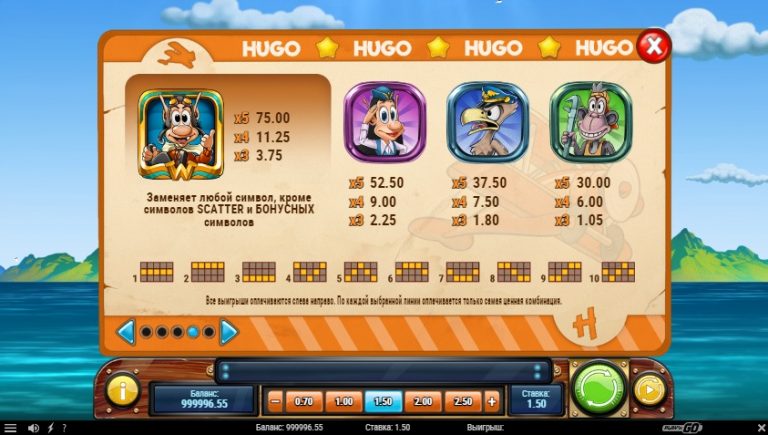 HUGO HUGO HUGO HUGO X
W
x5 75.00
x4 11.25
x3 3.75
Заменяет любой символ, кроме
символов SCATTER и БОНУСНЫХ
символов
x5 52.50
x4 9.00
x3 2.25
x5 37.50
x4 7.50
x3 1.80
x5 30.00
x4 6.00
x3 1.05
1 2 3 4 5 6 7 8 9 10
Все выигрыши оплачиваются слева направо. По каждой выбранной линии оплачивается только самая ценная комбинация.
H
Баланс:
999996.55
- 0.70 1.00 1.50 2.00 2.50 +
Ставка:
1.50
Баланс: 999996.55 Ставка: 1.50 Выигрыш: PLAY'N GO